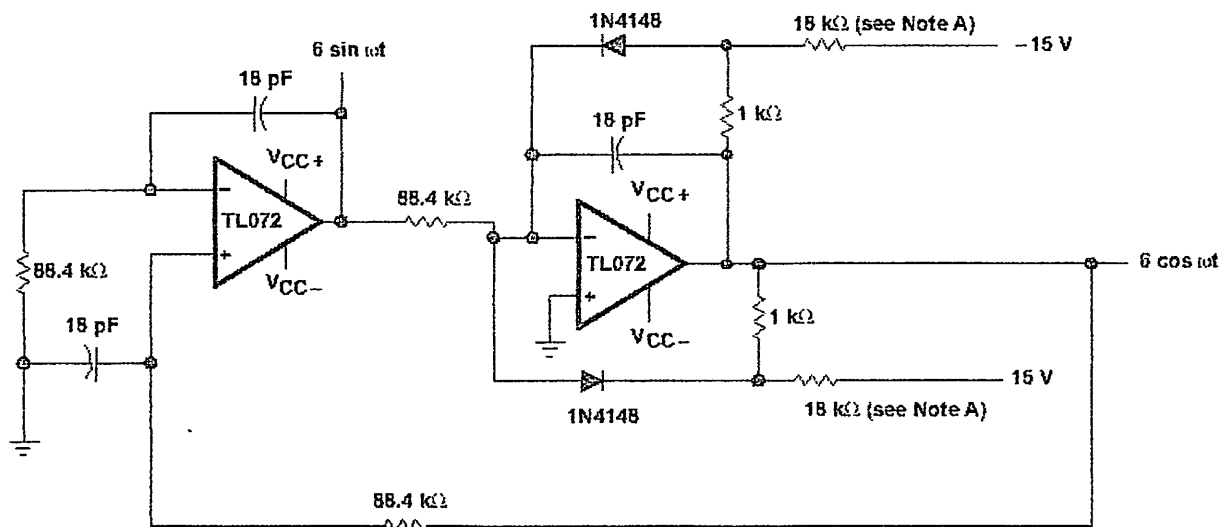 1N4148
18 kΩ (see Note A)
−15 V
6 sin ωt
18 pF
1 kΩ
18 pF
VCC+
VCC+
88.4 kΩ
−
TL072
+
−
TL072
+
6 cos ωt
88.4 kΩ
VCC−
1 kΩ
18 pF
VCC−
15 V
1N4148
18 kΩ (see Note A)
88.4 kΩ